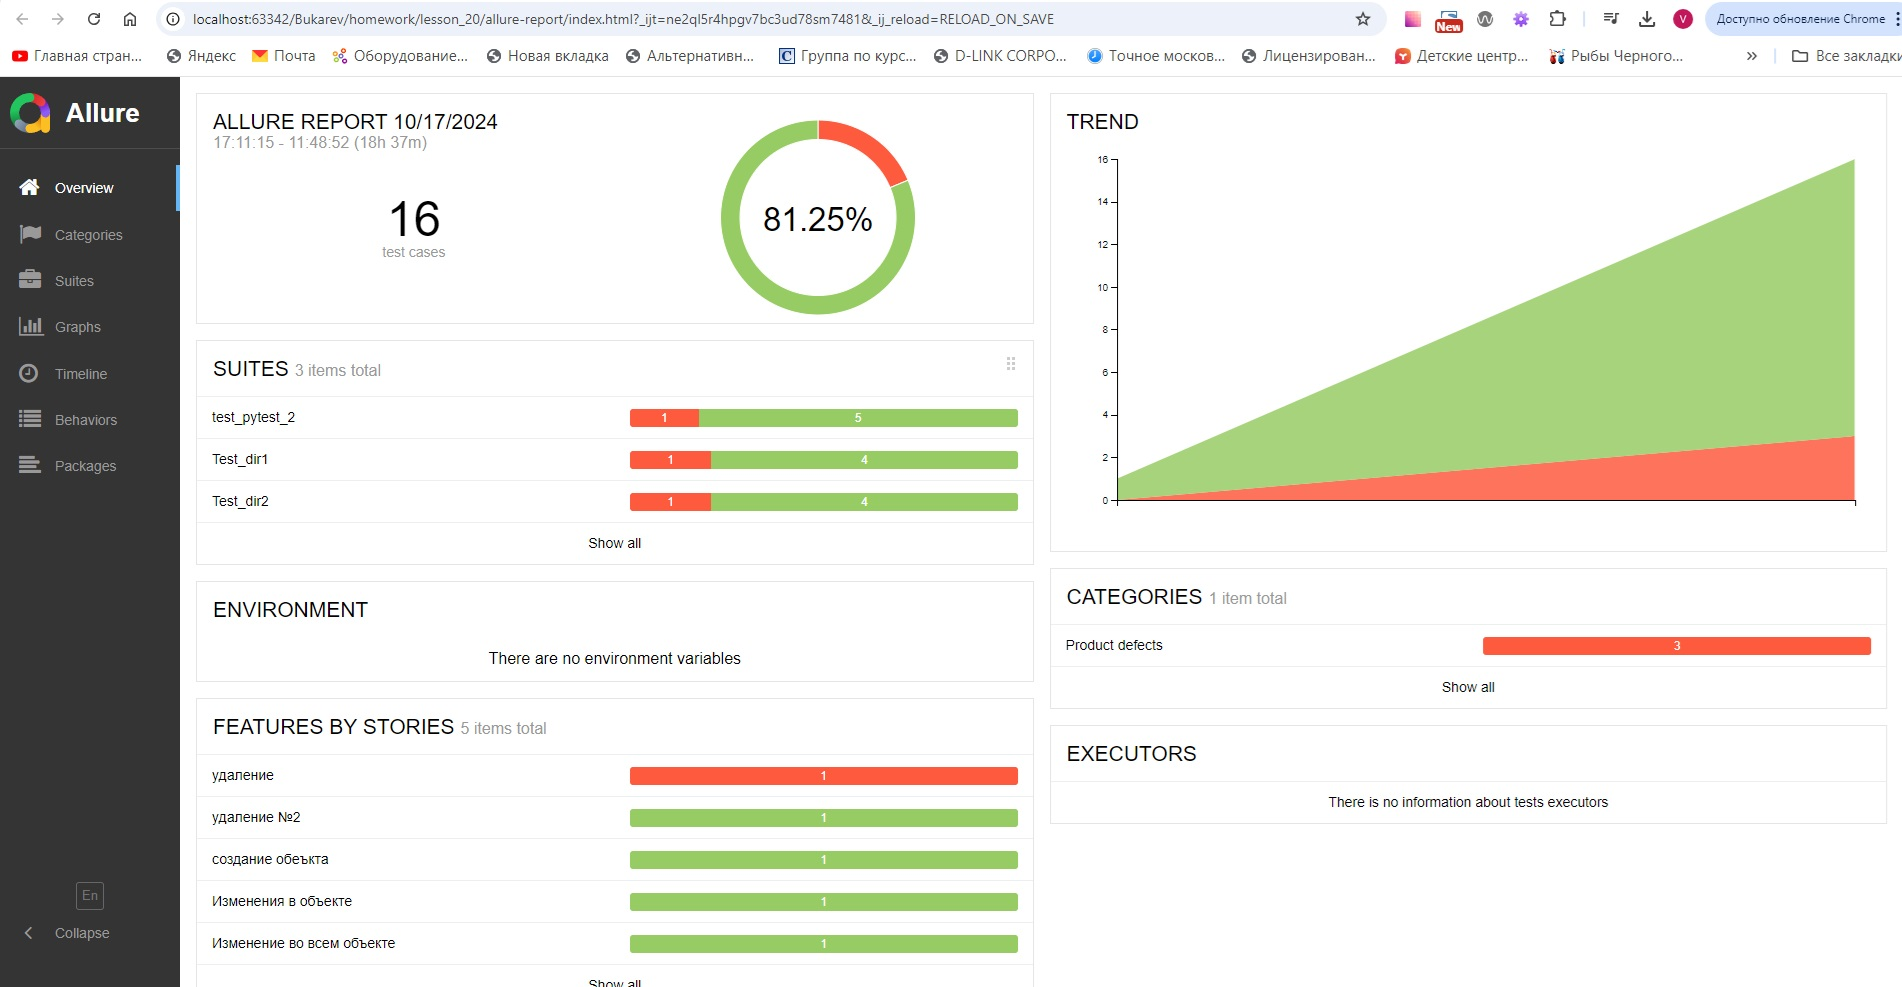 localhost:63342/Bukarev/homework/lesson_20/allure-report/index.html?_ijt=ne2ql5r4hpgv7bc3ud78sm7481&_ij_reload=RELOAD_ON_SAVE
New
V
Доступно обновление Chrome
Главная стран...
Яндекс
Почта
Оборудование...
Новая вкладка
Альтернативн...
Группа по курс...
D-LINK CORPO...
Точное москов...
Лицензирован...
Детские центр...
Рыбы Черного...
»
Все закладки
Allure
Overview
Categories
Suites
Graphs
Timeline
Behaviors
Packages
En
Collapse
ALLURE REPORT 10/17/2024
17:11:15 - 11:48:52 (18h 37m)
16
test cases
81.25%
SUITES 3 items total
test_pytest_2 1 5
Test_dir1 1 4
Test_dir2 1 4
Show all
ENVIRONMENT
There are no environment variables
FEATURES BY STORIES 5 items total
удаление 1
удаление №2 1
создание обеъкта 1
Изменения в объекте 1
Изменение во всем объекте 1
Show all
TREND
16
14
12
10
8
6
4
2
0
CATEGORIES 1 item total
Product defects 3
Show all
EXECUTORS
There is no information about tests executors